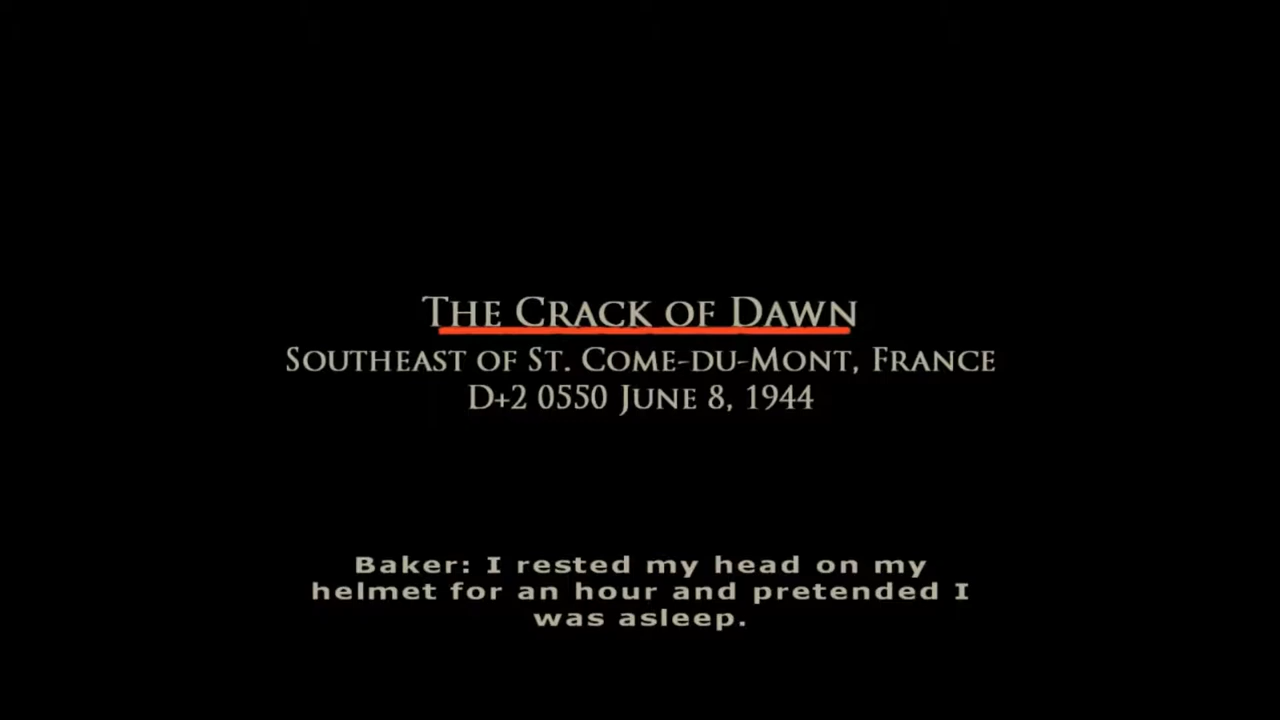 The Crack of Dawn
Southeast of St. Come-du-Mont, France
D+2 0550 June 8, 1944
Baker: I rested my head on my
helmet for an hour and pretended I
was asleep.